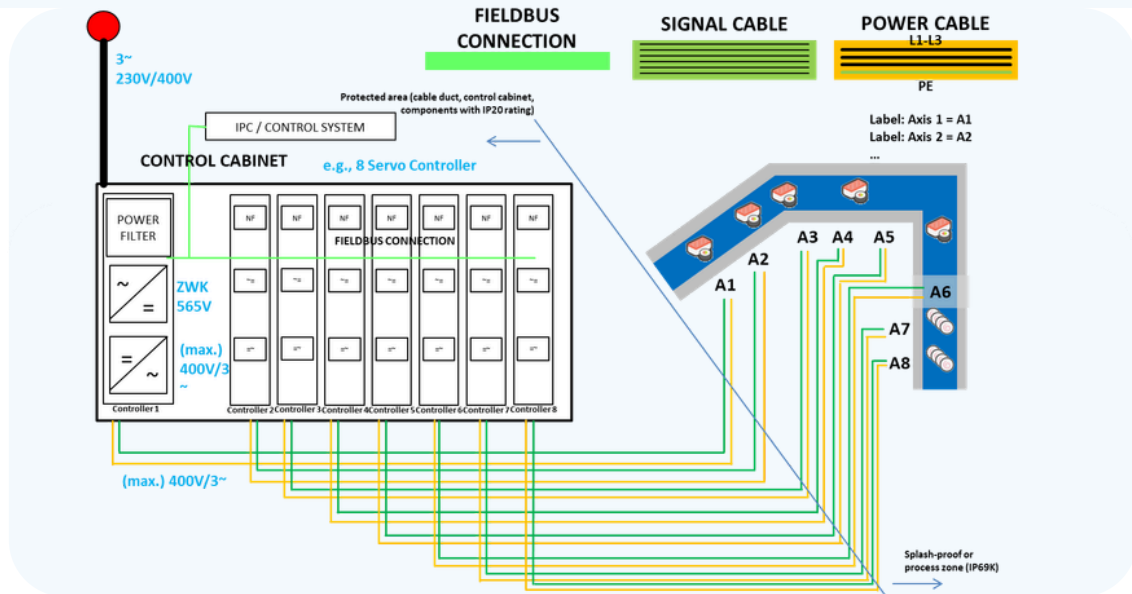 FIELDBUS
CONNECTION
SIGNAL CABLE
POWER CABLE
L1-L3
PE
3~
230V/400V
Protected area (cable duct, control cabinet,
components with IP20 rating)
IPC / CONTROL SYSTEM
Label: Axis 1 = A1
Label: Axis 2 = A2
...
CONTROL CABINET
e.g., 8 Servo Controller
POWER
FILTER
NF
NF
NF
NF
NF
NF
NF
FIELDBUS CONNECTION
~
=
ZWK
565V
~=
~=
~=
~=
~=
~=
~=
=
~
(max.)
400V/3
~
=~
=~
=~
=~
=~
=~
=~
Controller 1
Controller 2
Controller 3
Controller 4
Controller 5
Controller 6
Controller 7
Controller 8
(max.) 400V/3~
A1
A2
A3
A4
A5
A6
A7
A8
Splash-proof or
process zone (IP69K)